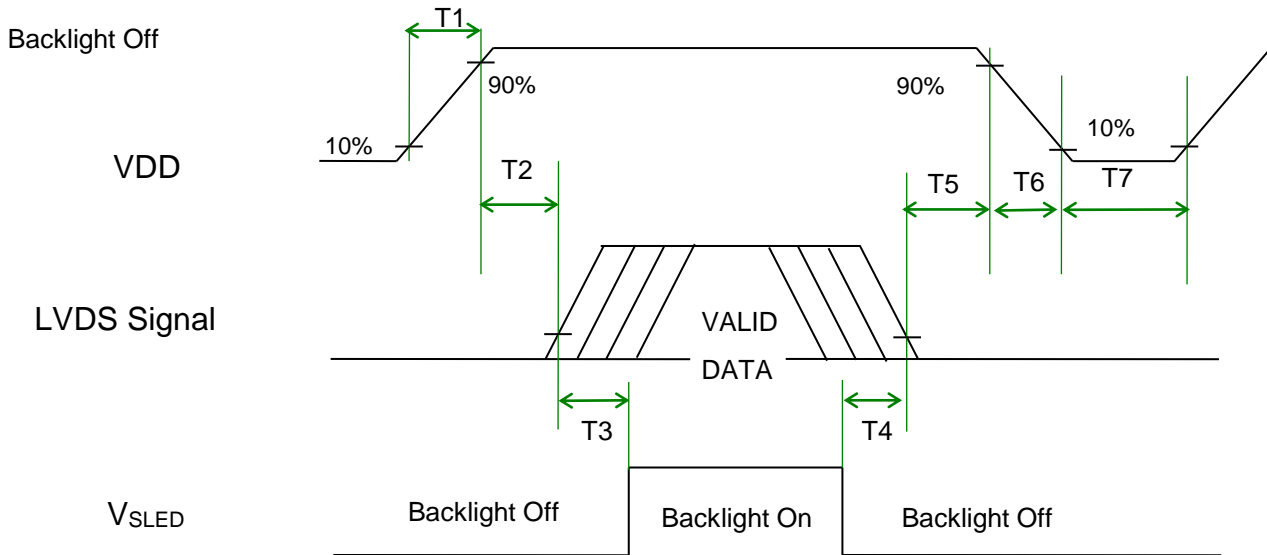 T1
Backlight Off
90%
90%
10%
10%
VDD
T2
T5
T6
T7
LVDS Signal
VALID
DATA
T3
T4
VSLED
Backlight Off
Backlight On
Backlight Off